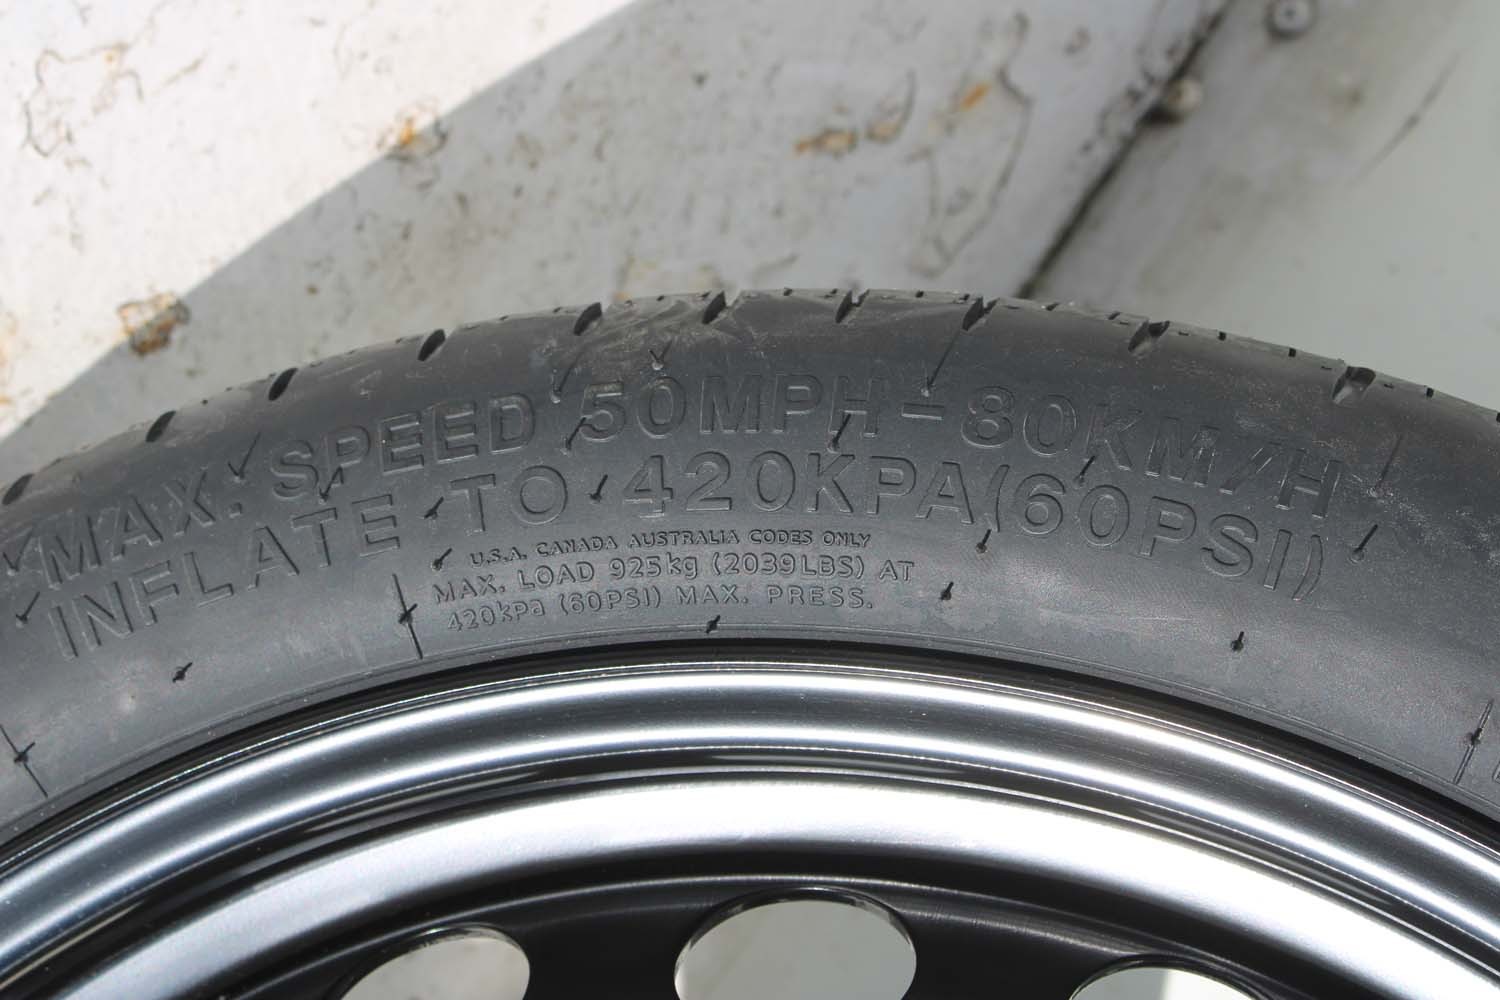 MAX. SPEED 50MPH-80KM/H
INFLATE TO 420KPA(60PSI)
U.S.A. CANADA AUSTRALIA CODES ONLY
MAX. LOAD 925kg (2039LBS) AT
420kPa (60PSI) MAX. PRESS.